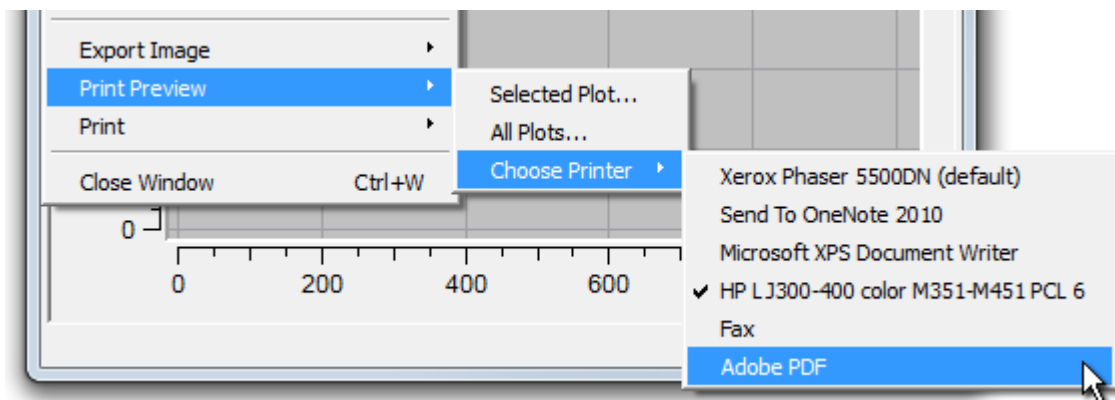 Export Image
Print Preview
Print
Close Window Ctrl+W
Selected Plot...
All Plots...
Choose Printer
Xerox Phaser 5500DN (default)
Send To OneNote 2010
Microsoft XPS Document Writer
HP LJ300-400 color M351-M451 PCL 6
Fax
Adobe PDF
0
0 200 400 600